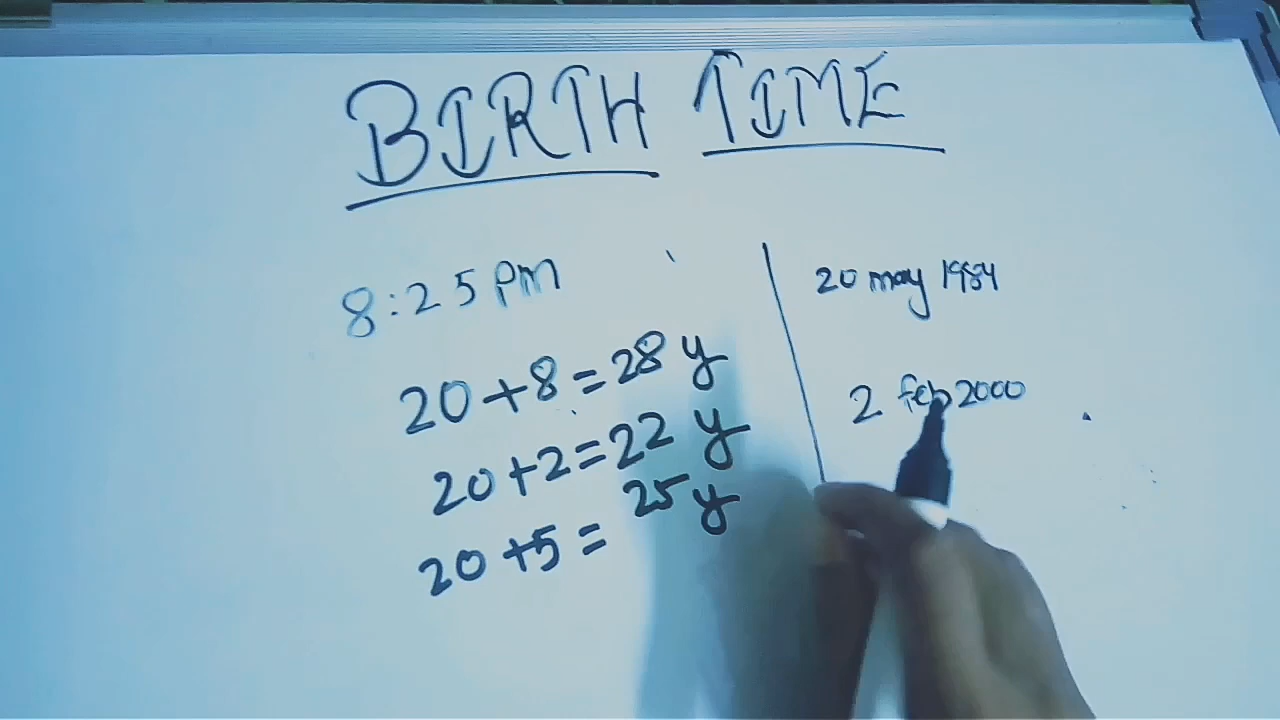 BIRTH TIME
8:25 PM
20+8=28 y
20+2=22 y
20+5= 25 y
20 may 1984
2 feb 2000